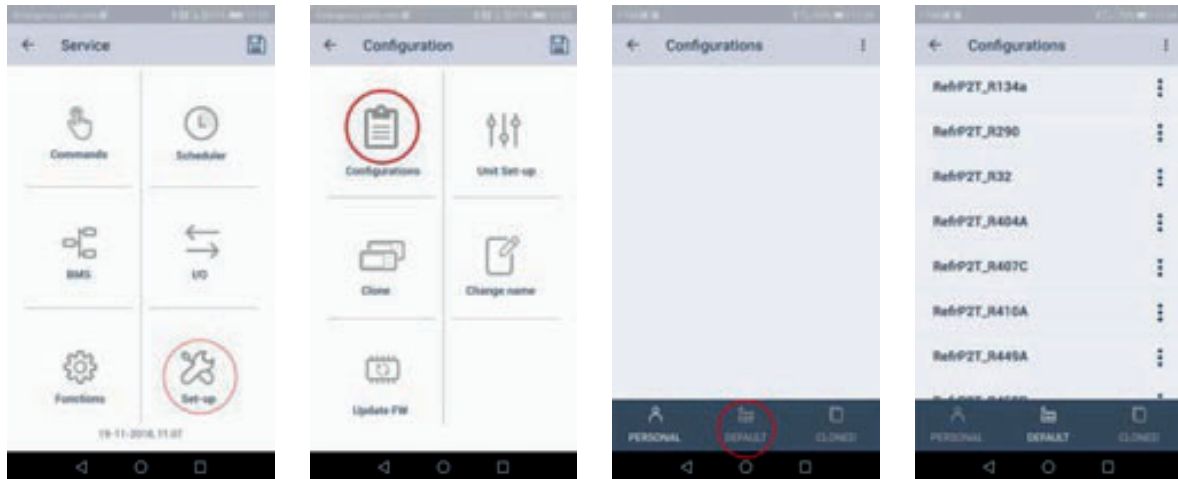 Service
Commands
Scheduler
BMS
I/O
Functions
Set-up
19-11-2018, 11:07
Configuration
Configurations
Unit Set-up
Clone
Change name
Update FW
Configurations
PERSONAL
DEFAULT
CLONED
Configurations
RefrP2T_R134a
RefrP2T_R290
RefrP2T_R32
RefrP2T_R404A
RefrP2T_R407C
RefrP2T_R410A
RefrP2T_R449A
PERSONAL
DEFAULT
CLONED